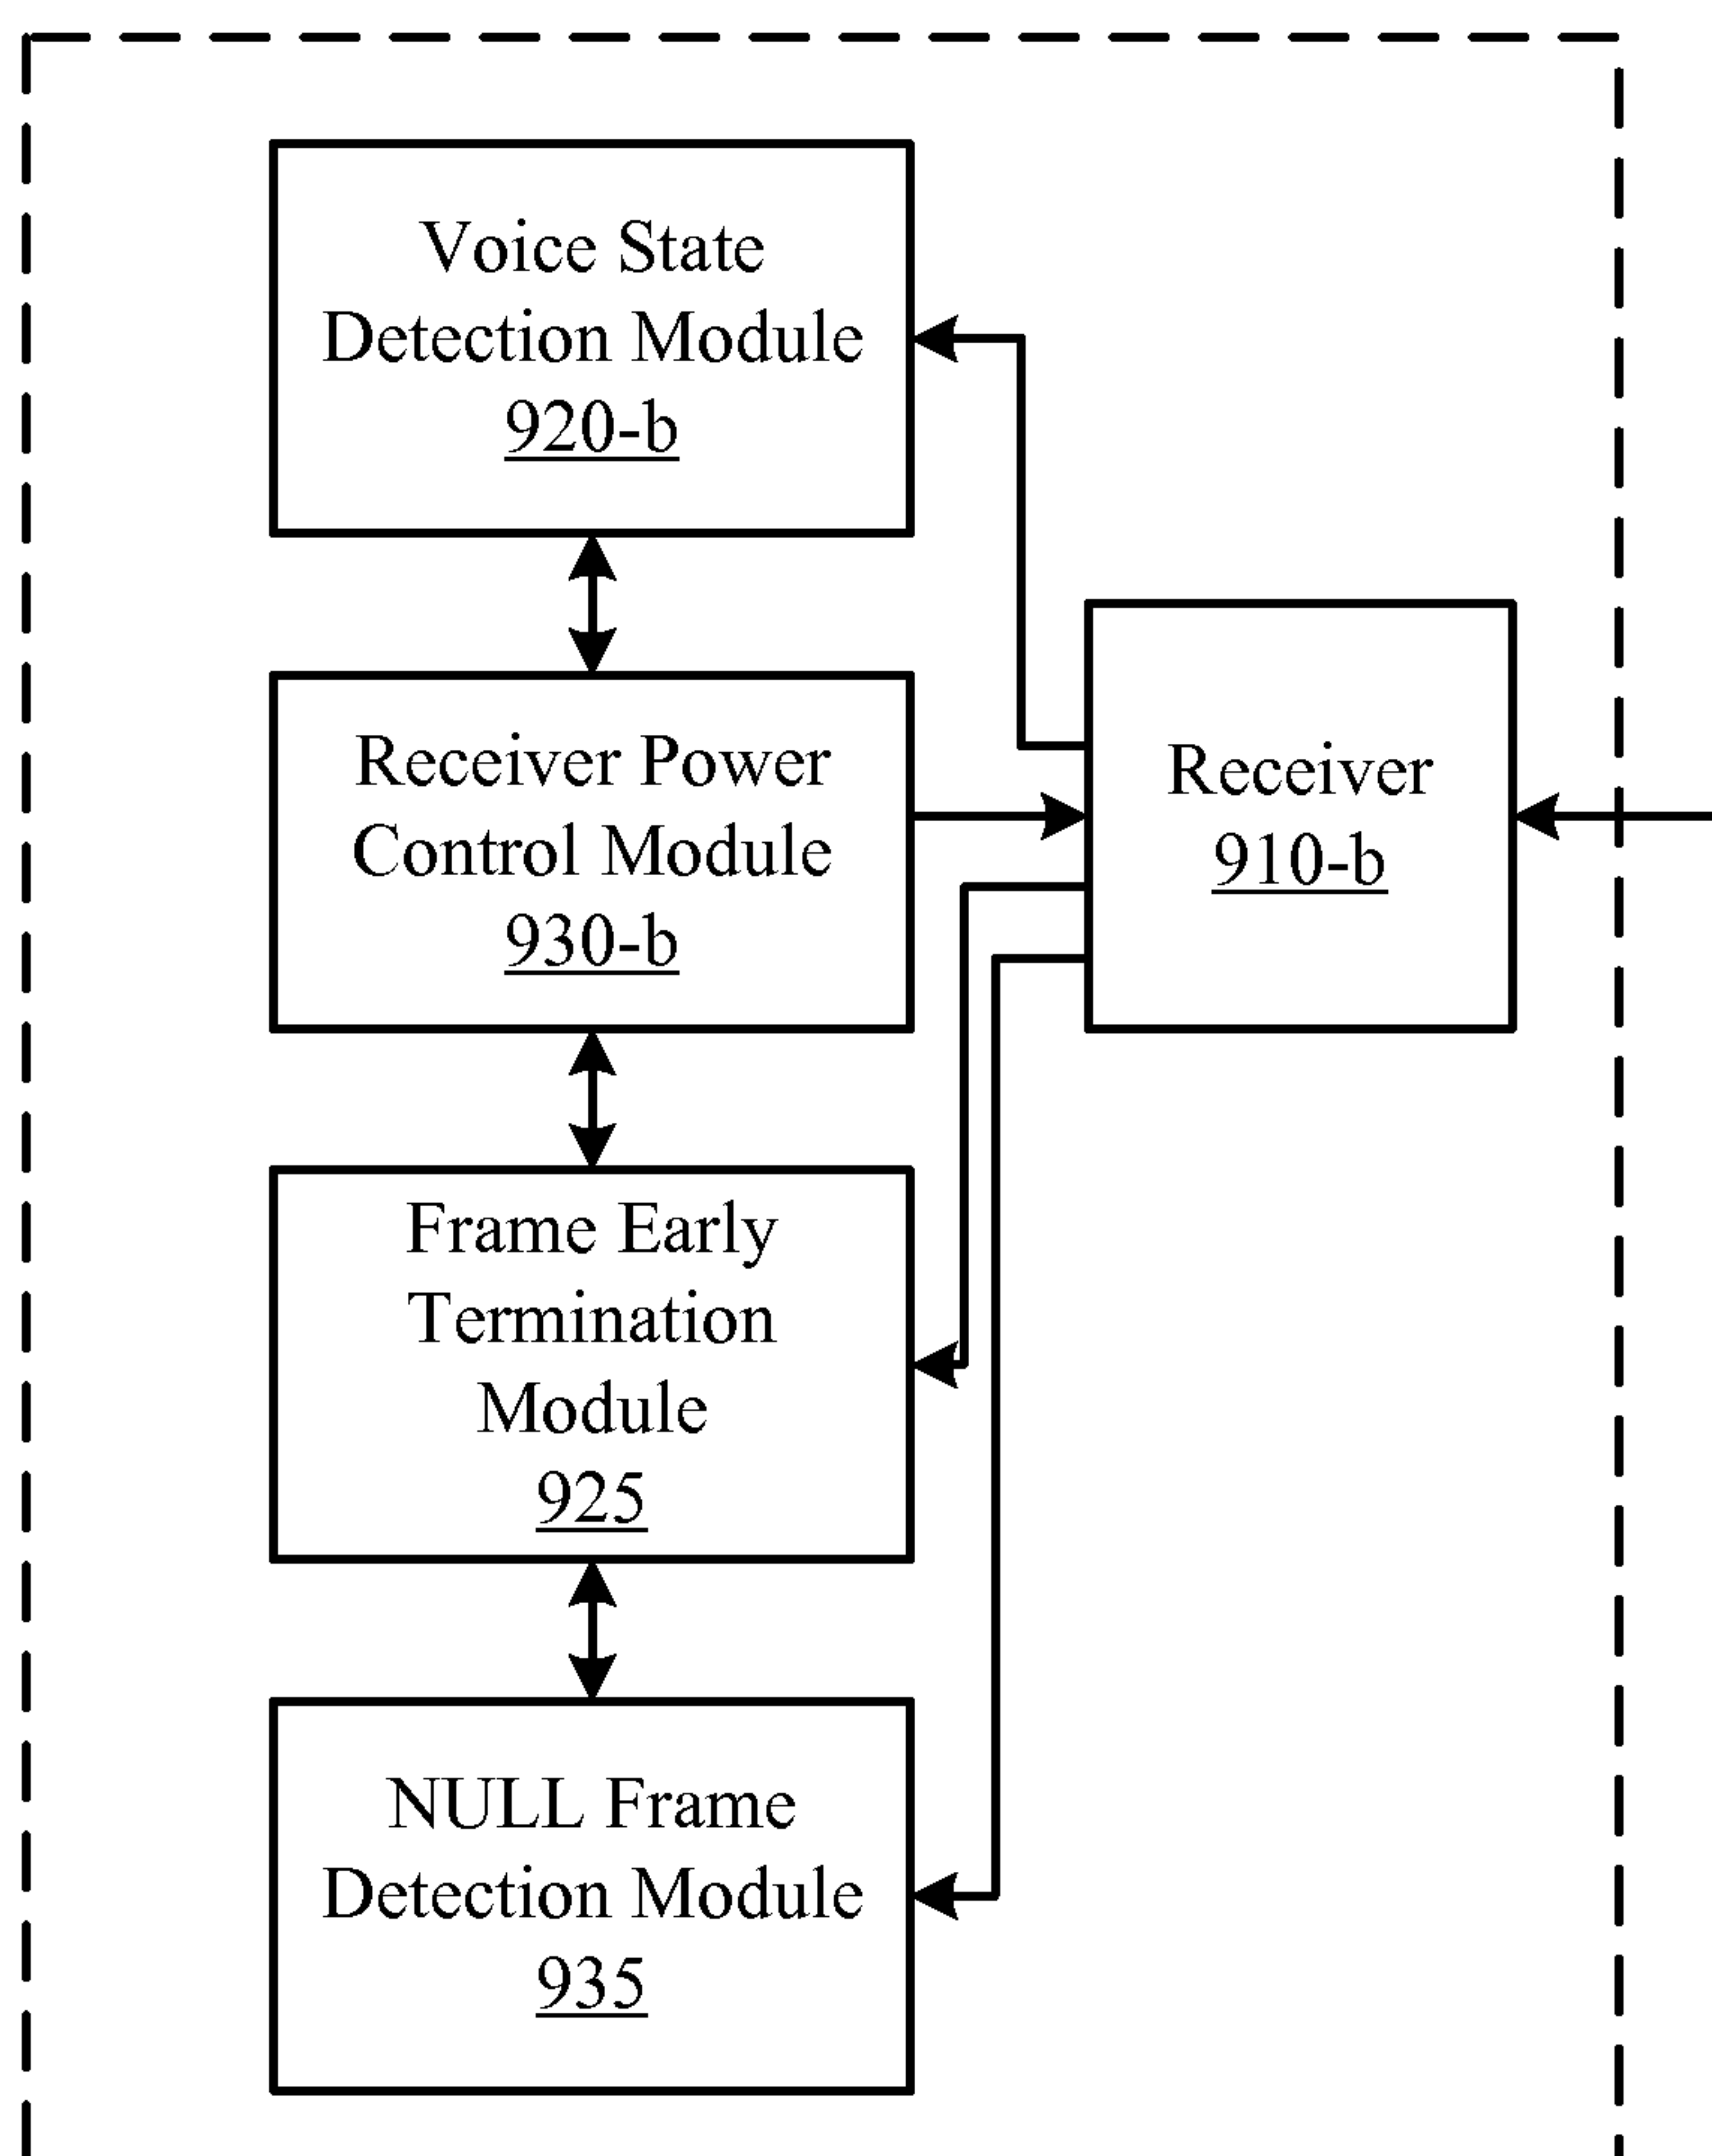 Voice State
Detection Module
920-b
Receiver Power
Control Module
930-b
Receiver
910-b
Frame Early
Termination
Module
925
NULL Frame
Detection Module
935